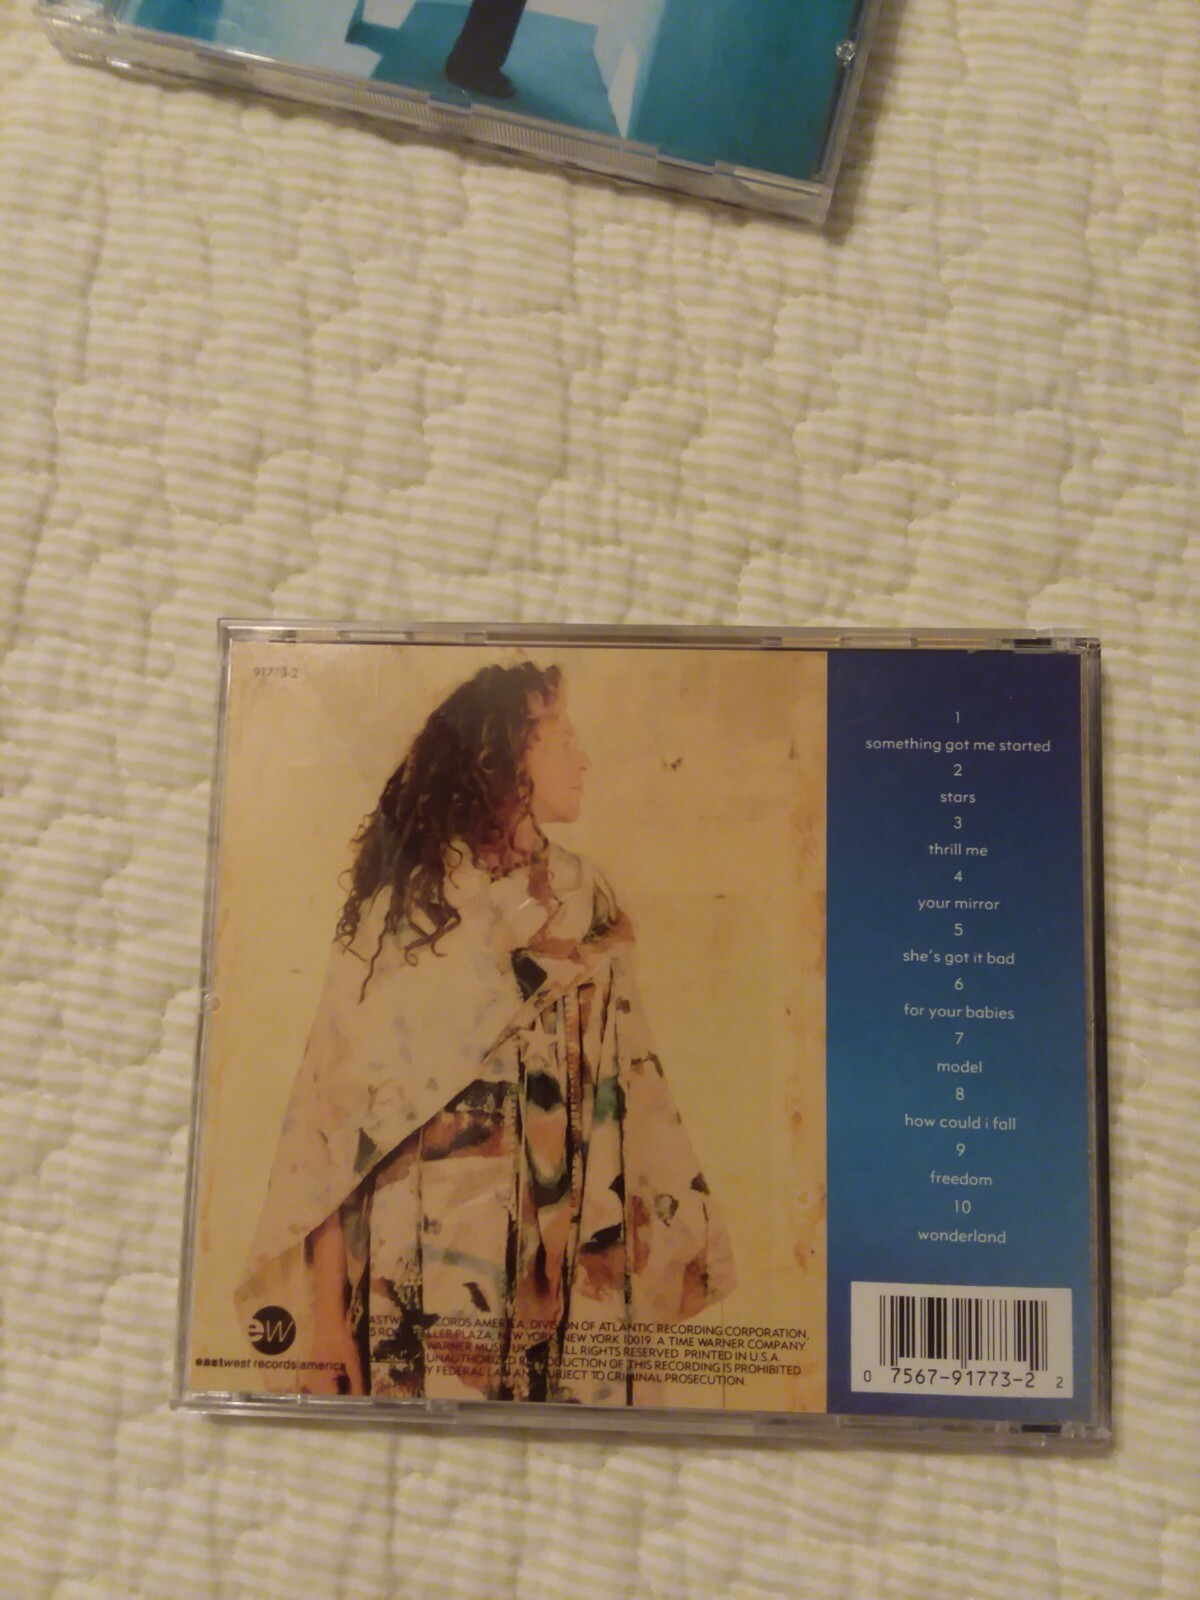 91773-2
1
something got me started
2
stars
3
thrill me
4
your mirror
5
she's got it bad
6
for your babies
7
model
8
how could i fall
9
freedom
10
wonderland
ew
eastwest records america
RECORDS AMERICA, DIVISION OF ATLANTIC RECORDING CORPORATION,
PLAZA, NEW YORK, NEW YORK 10019. A TIME WARNER COMPANY.
WARNER MUSIC UK ALL RIGHTS RESERVED. PRINTED IN U.S.A.
UNAUTHORIZED REPRODUCTION OF THIS RECORDING IS PROHIBITED
BY FEDERAL LAW AND SUBJECT TO CRIMINAL PROSECUTION.
0 7567-91773-2 2